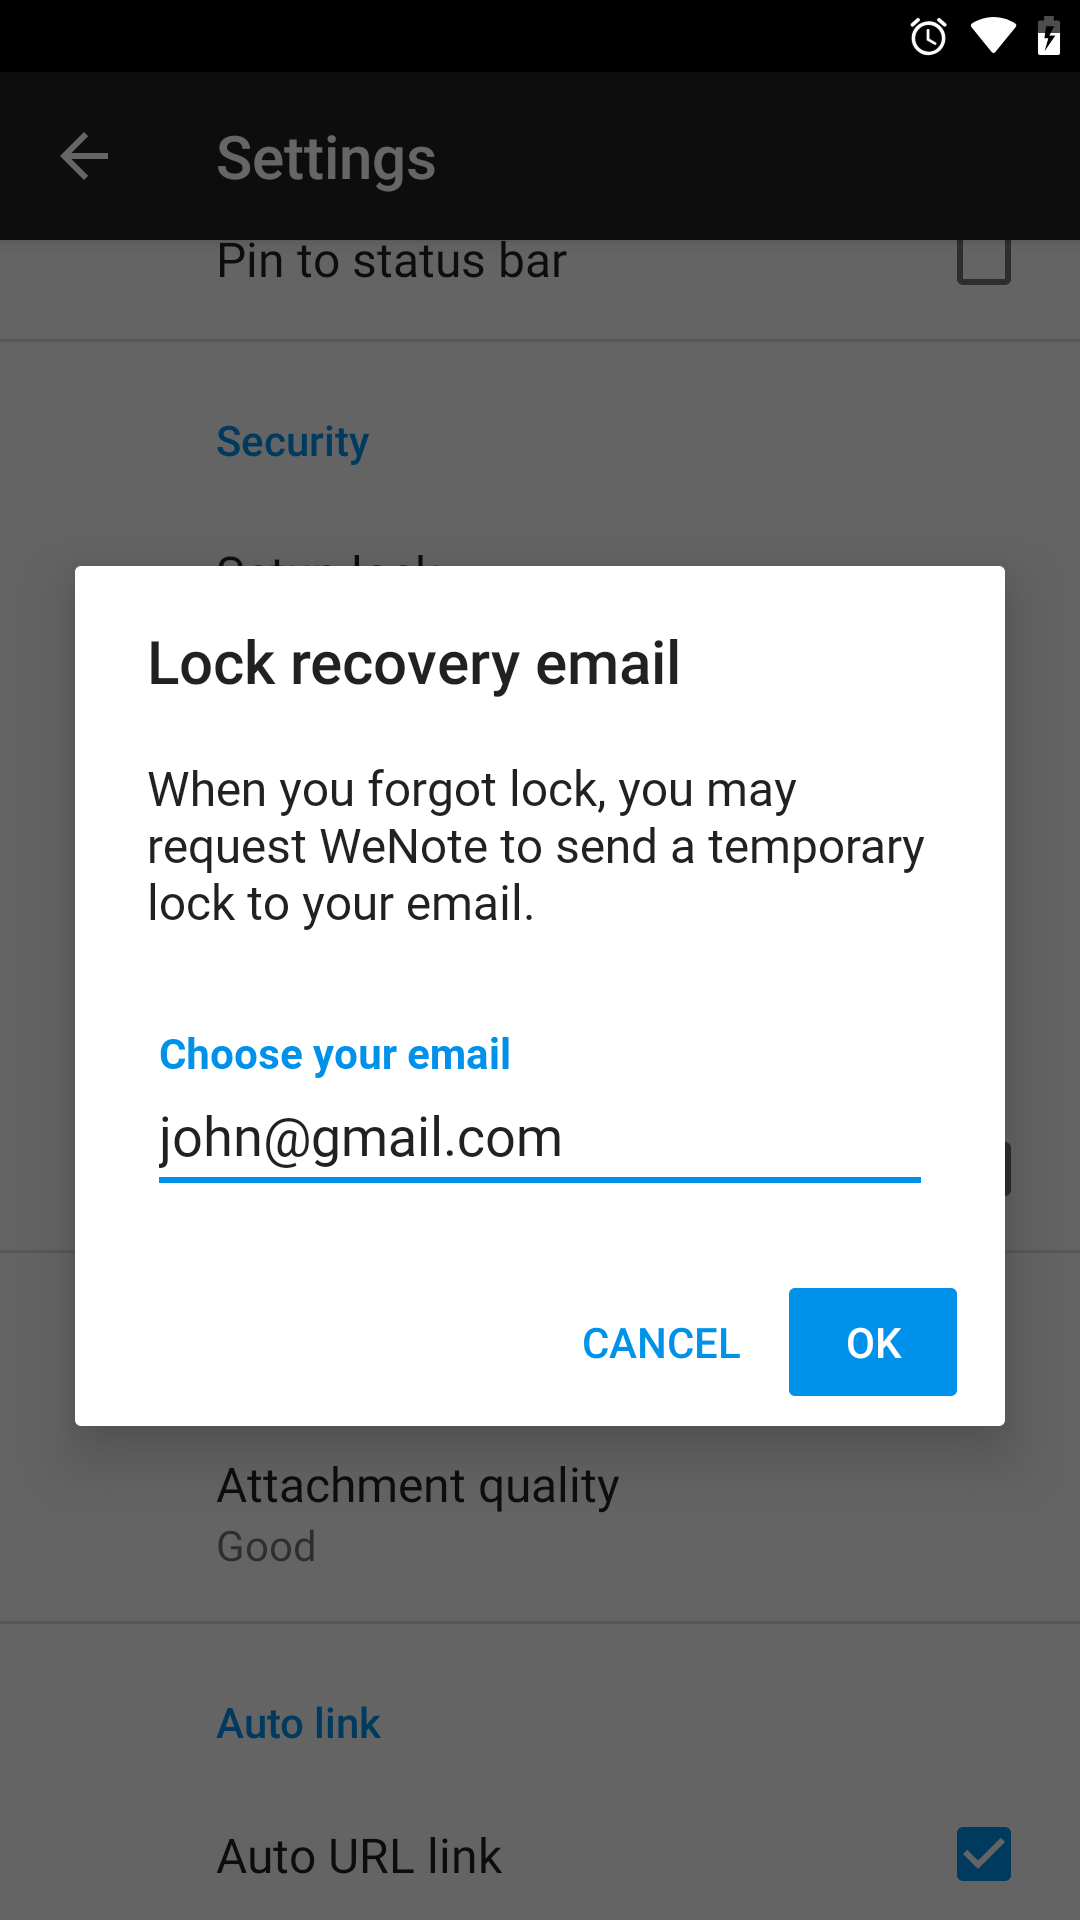 Settings
Pin to status bar
Security
Lock recovery email
When you forgot lock, you may
request WeNote to send a temporary
lock to your email.
Choose your email
john@gmail.com
CANCEL
OK
Attachment quality
Good
Auto link
Auto URL link